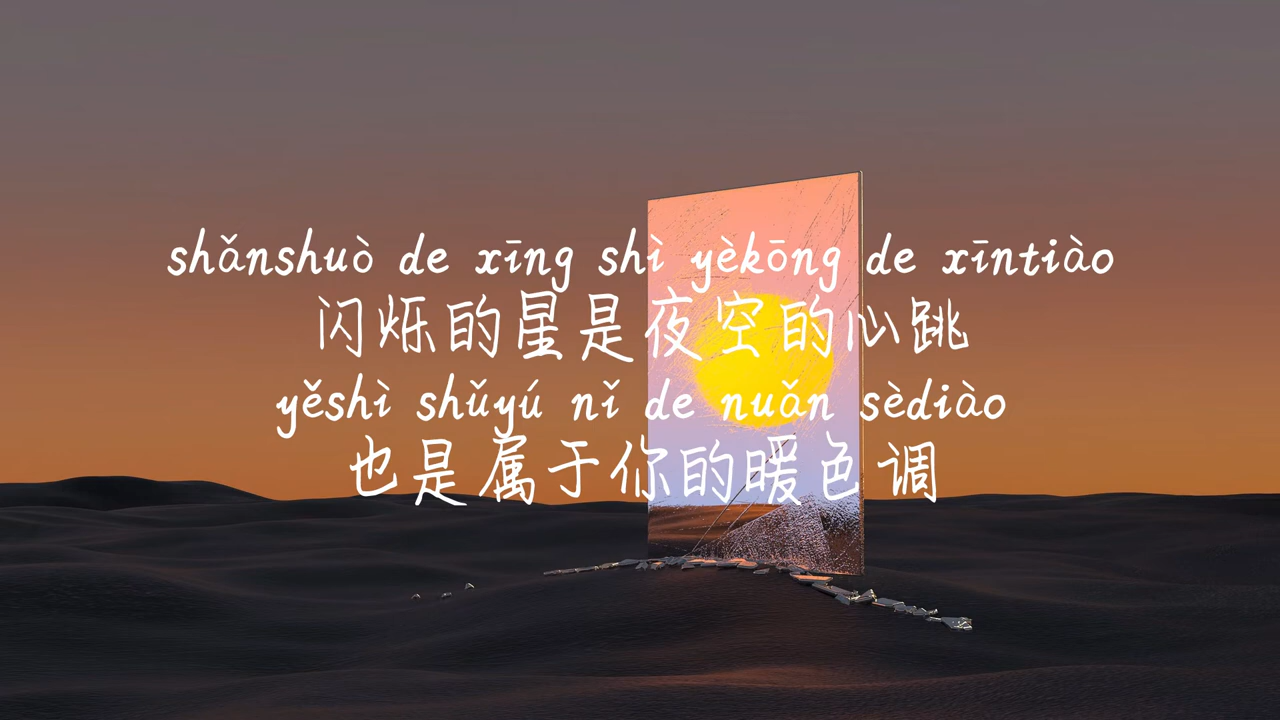 shǎnshuò de xīng shì yèkōng de xīntiào
闪烁的星是夜空的心跳
yěshì shǔyú nǐ de nuǎn sèdiào
也是属于你的暖色调